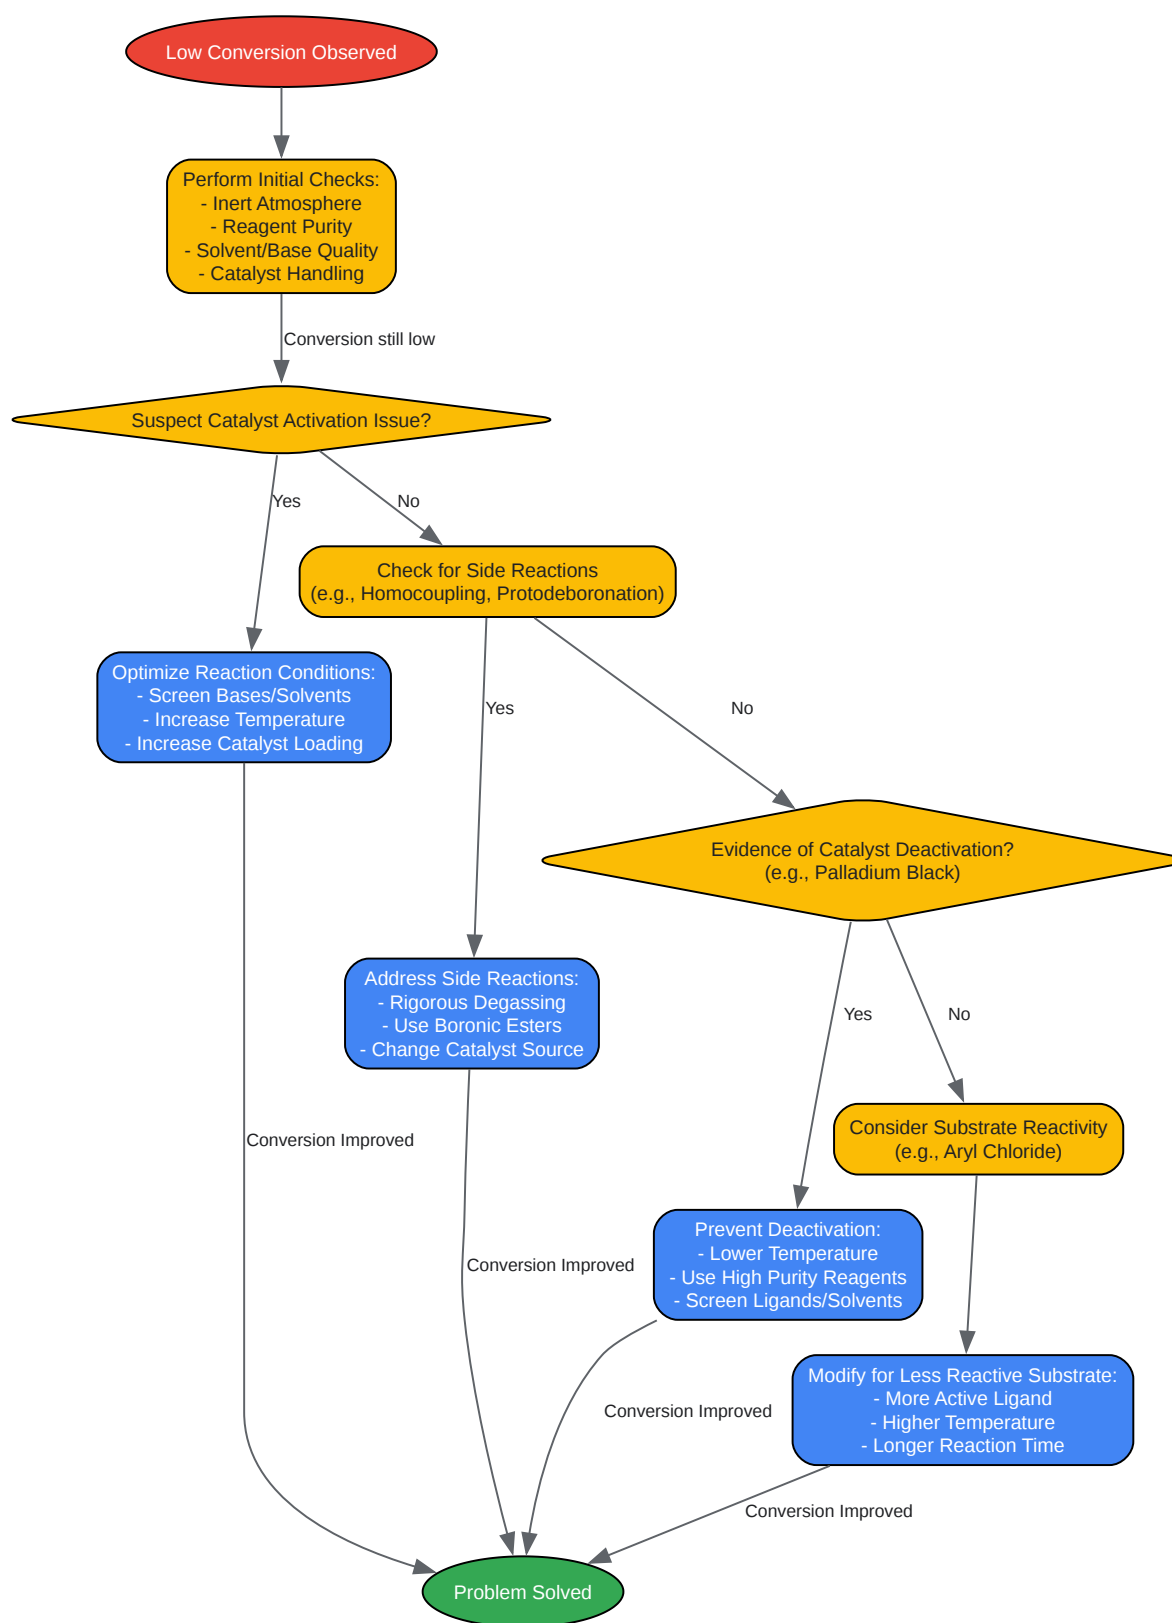 Low Conversion Observed
Perform Initial Checks:
- Inert Atmosphere
- Reagent Purity
- Solvent/Base Quality
- Catalyst Handling
Conversion still low
Suspect Catalyst Activation Issue?
Yes
No
Check for Side Reactions
(e.g., Homocoupling, Protodeboronation)
Optimize Reaction Conditions:
- Screen Bases/Solvents
- Increase Temperature
- Increase Catalyst Loading
Yes
No
Evidence of Catalyst Deactivation?
(e.g., Palladium Black)
Address Side Reactions:
- Rigorous Degassing
- Use Boronic Esters
- Change Catalyst Source
Yes
No
Consider Substrate Reactivity
(e.g., Aryl Chloride)
Conversion Improved
Prevent Deactivation:
- Lower Temperature
- Use High Purity Reagents
- Screen Ligands/Solvents
Conversion Improved
Modify for Less Reactive Substrate:
- More Active Ligand
- Higher Temperature
- Longer Reaction Time
Conversion Improved
Conversion Improved
Problem Solved